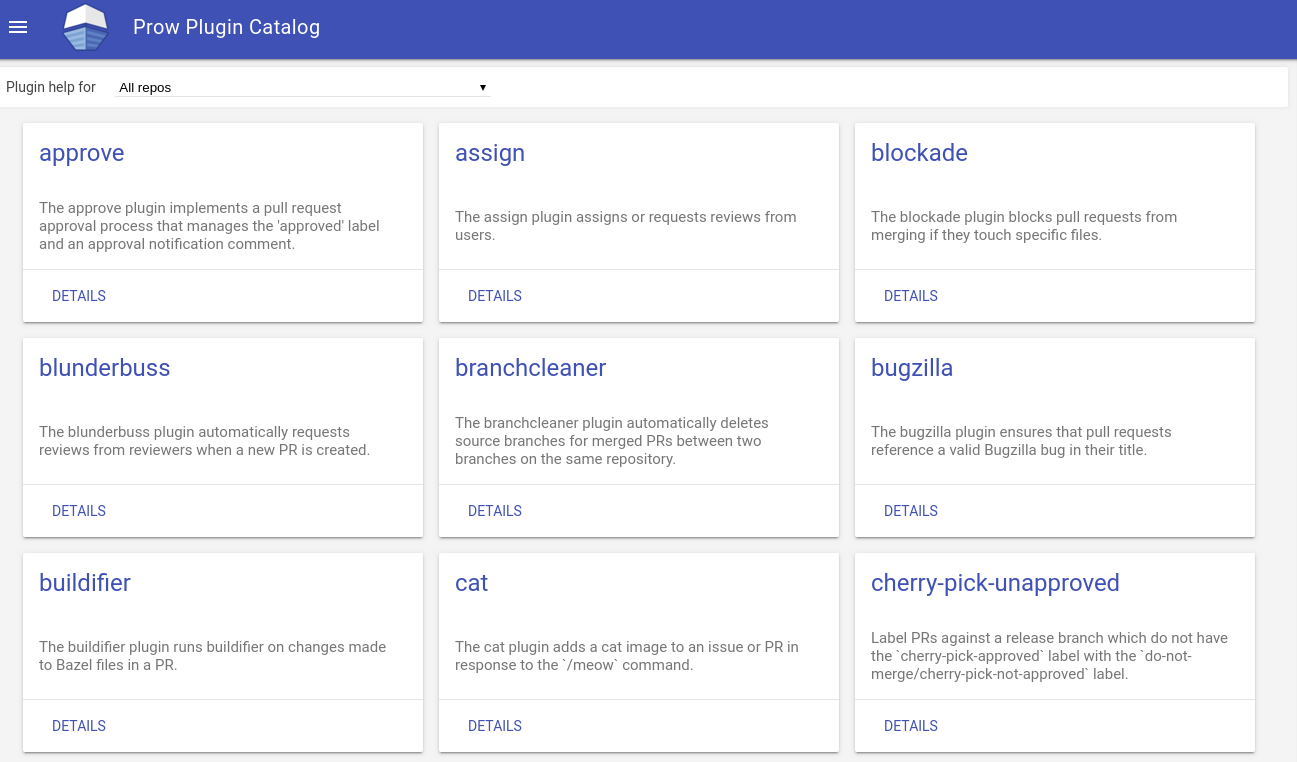 Prow Plugin Catalog
Plugin help for
All repos
approve
The approve plugin implements a pull request
approval process that manages the 'approved' label
and an approval notification comment.
DETAILS
assign
The assign plugin assigns or requests reviews from
users.
DETAILS
blockade
The blockade plugin blocks pull requests from
merging if they touch specific files.
DETAILS
blunderbuss
The blunderbuss plugin automatically requests
reviews from reviewers when a new PR is created.
DETAILS
branchcleaner
The branchcleaner plugin automatically deletes
source branches for merged PRs between two
branches on the same repository.
DETAILS
bugzilla
The bugzilla plugin ensures that pull requests
reference a valid Bugzilla bug in their title.
DETAILS
buildifier
The buildifier plugin runs buildifier on changes made
to Bazel files in a PR.
DETAILS
cat
The cat plugin adds a cat image to an issue or PR in
response to the `/meow` command.
DETAILS
cherry-pick-unapproved
Label PRs against a release branch which do not have
the `cherry-pick-approved` label with the `do-not-
merge/cherry-pick-not-approved` label.
DETAILS